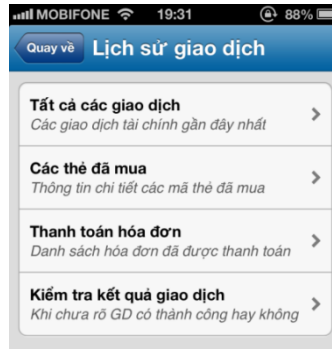 MOBIFONE 19:31 88%
Quay về Lịch sử giao dịch
Tất cả các giao dịch
Các giao dịch tài chính gần đây nhất
Các thẻ đã mua
Thông tin chi tiết các mã thẻ đã mua
Thanh toán hóa đơn
Danh sách hóa đơn đã được thanh toán
Kiểm tra kết quả giao dịch
Khi chưa rõ GD có thành công hay không